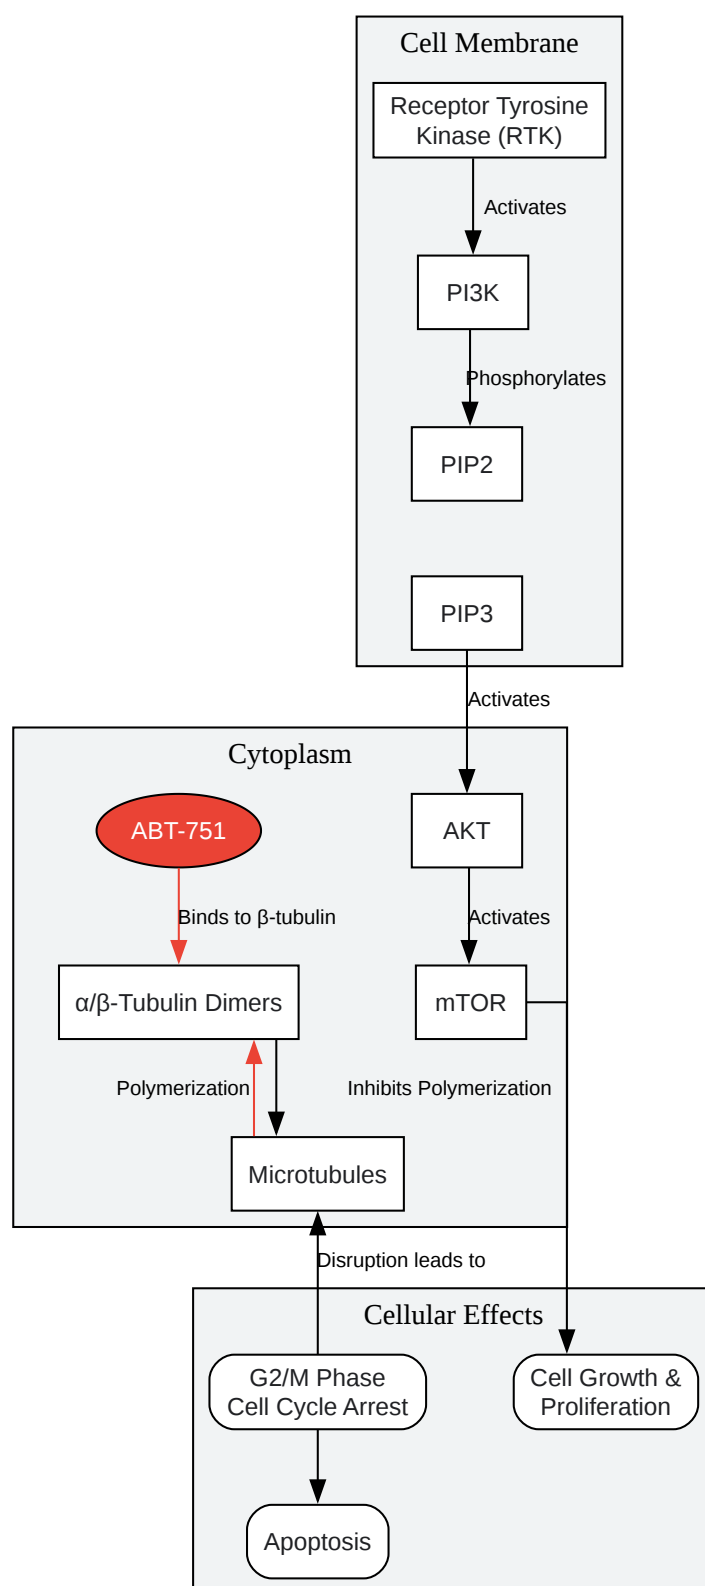 Cell Membrane
Receptor Tyrosine
Kinase (RTK)
Activates
PI3K
Phosphorylates
PIP2
PIP3
Activates
Cytoplasm
ABT-751
AKT
Binds to β-tubulin
Activates
α/β-Tubulin Dimers
mTOR
Polymerization
Inhibits Polymerization
Microtubules
Disruption leads to
Cellular Effects
G2/M Phase
Cell Cycle Arrest
Cell Growth &
Proliferation
Apoptosis